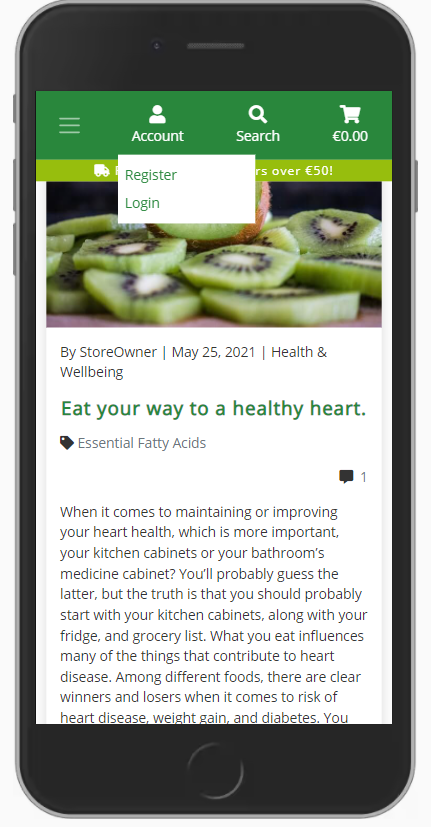 Account Search €0.00
rs over €50!
Register
Login
By StoreOwner | May 25, 2021 | Health &
Wellbeing
Eat your way to a healthy heart.
Essential Fatty Acids
1
When it comes to maintaining or improving
your heart health, which is more important,
your kitchen cabinets or your bathroom’s
medicine cabinet? You’ll probably guess the
latter, but the truth is that you should probably
start with your kitchen cabinets, along with your
fridge, and grocery list. What you eat influences
many of the things that contribute to heart
disease. Among different foods, there are clear
winners and losers when it comes to risk of
heart disease, weight gain, and diabetes. You